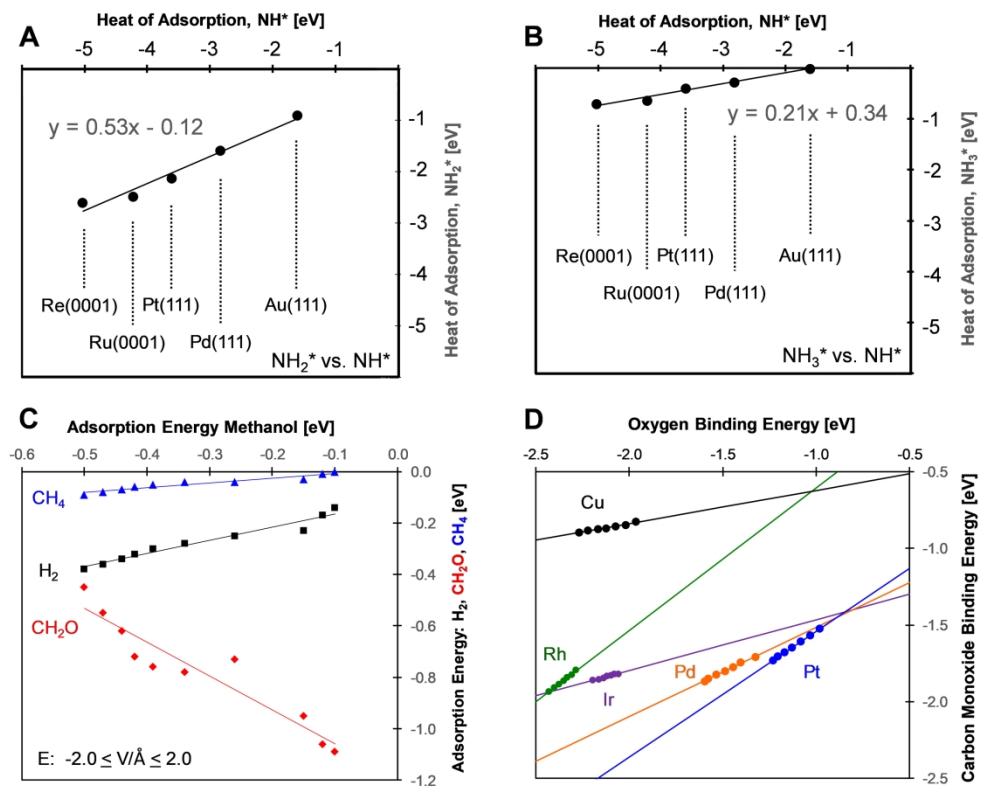 A
Heat of Adsorption, NH* [eV]
-5 -4 -3 -2 -1
y = 0.53x - 0.12
-1
-2
-3
-4
-5
Heat of Adsorption, NH₂* [eV]
Re(0001)
Pt(111)
Au(111)
Ru(0001)
Pd(111)
NH₂* vs. NH*
B
Heat of Adsorption, NH* [eV]
-5 -4 -3 -2 -1
y = 0.21x + 0.34
-1
-2
-3
-4
-5
Heat of Adsorption, NH₃* [eV]
Re(0001)
Pt(111)
Au(111)
Ru(0001)
Pd(111)
NH₃* vs. NH*
C
Adsorption Energy Methanol [eV]
-0.6 -0.5 -0.4 -0.3 -0.2 -0.1 0.0
0.0
-0.2
-0.4
-0.6
-0.8
-1.0
-1.2
Adsorption Energy: H₂, CH₂O, CH₄ [eV]
CH₄
H₂
CH₂O
E: -2.0 ≤ V/Å ≤ 2.0
D
Oxygen Binding Energy [eV]
-2.5 -2.0 -1.5 -1.0 -0.5
-0.5
-1.0
-1.5
-2.0
-2.5
Carbon Monoxide Binding Energy [eV]
Cu
Rh
Ir
Pd
Pt